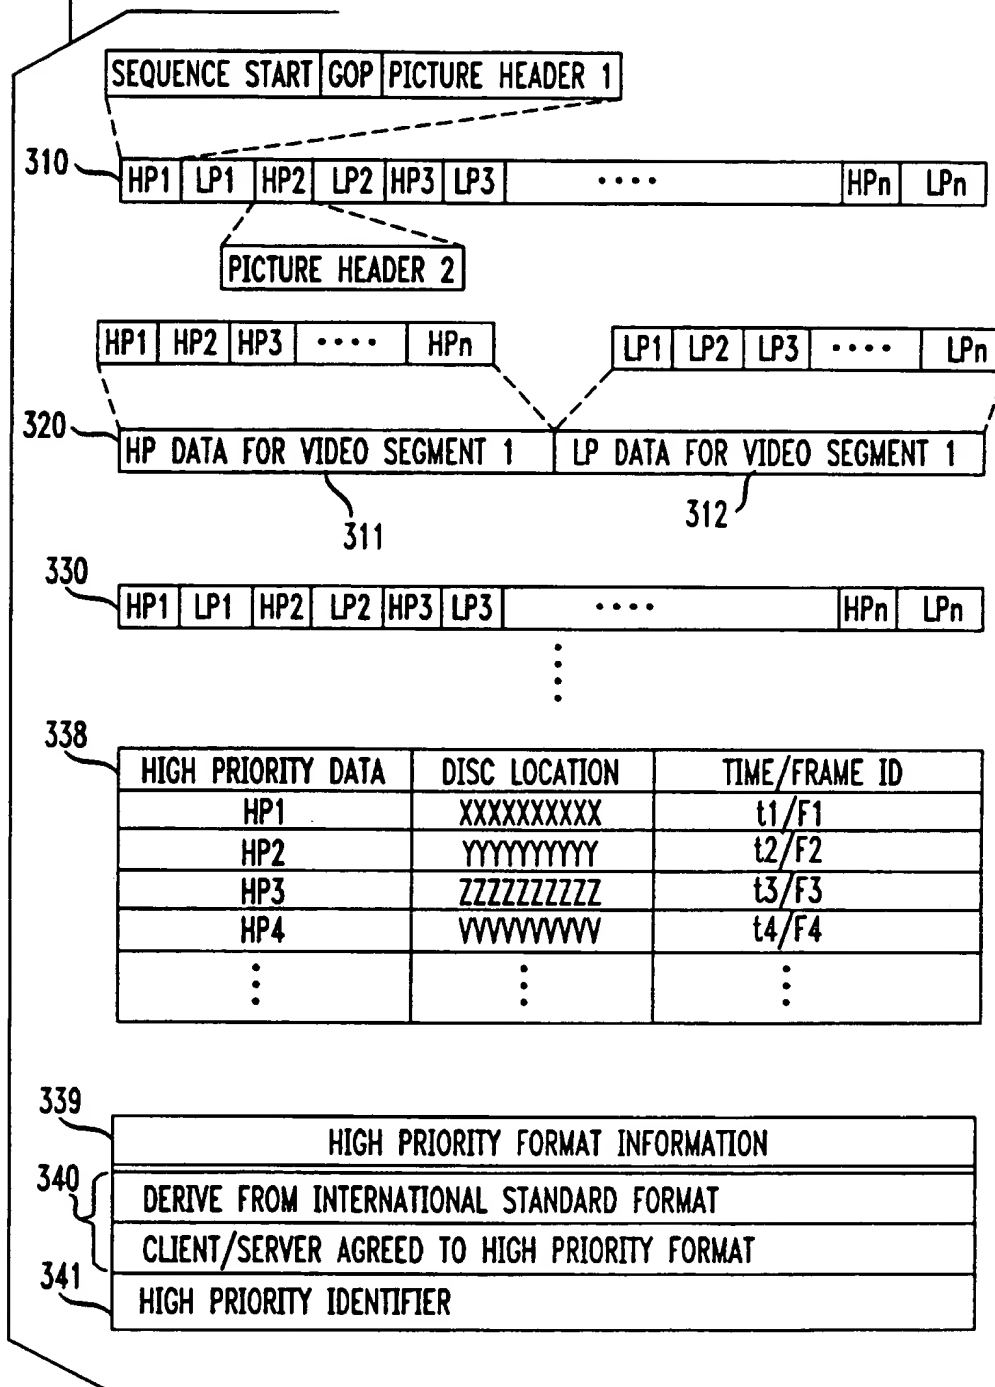 SEQUENCE START GOP PICTURE HEADER 1
310 HP1 LP1 HP2 LP2 HP3 LP3 .... HPn LPn
PICTURE HEADER 2
HP1 HP2 HP3 .... HPn LP1 LP2 LP3 .... LPn
320 HP DATA FOR VIDEO SEGMENT 1 LP DATA FOR VIDEO SEGMENT 1
311 312
330
HP1 LP1 HP2 LP2 HP3 LP3 .... HPn LPn
338
HIGH PRIORITY DATA DISC LOCATION TIME/FRAME ID
HP1 XXXXXXXXXX t1/F1
HP2 YYYYYYYYYY t2/F2
HP3 ZZZZZZZZZZ t3/F3
HP4 VVVVVVVVVV t4/F4
339
HIGH PRIORITY FORMAT INFORMATION
340 DERIVE FROM INTERNATIONAL STANDARD FORMAT
CLIENT/SERVER AGREED TO HIGH PRIORITY FORMAT
341
HIGH PRIORITY IDENTIFIER